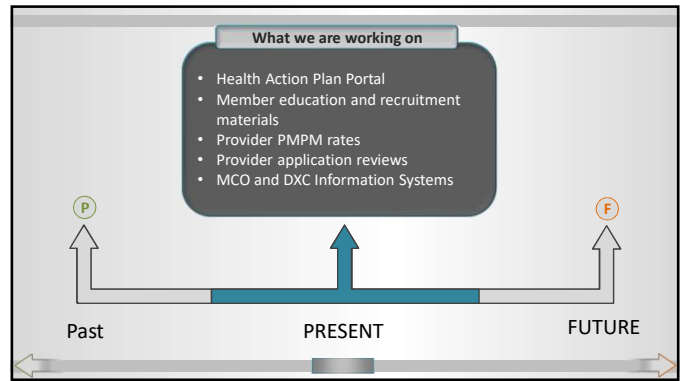 What we are working on
• Health Action Plan Portal
• Member education and recruitment
materials
• Provider PMPM rates
• Provider application reviews
• MCO and DXC Information Systems
P
F
Past
PRESENT
FUTURE